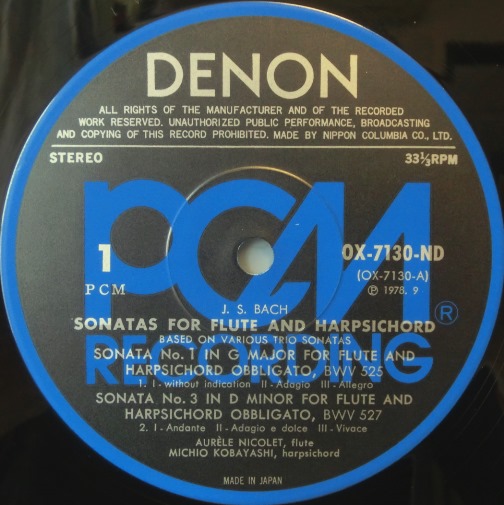 DENON
ALL RIGHTS OF THE MANUFACTURER AND OF THE RECORDED
WORK RESERVED. UNAUTHORIZED PUBLIC PERFORMANCE, BROADCASTING
AND COPYING OF THIS RECORD PROHIBITED. MADE BY NIPPON COLUMBIA CO., LTD.
STEREO 33⅓RPM
PCM
RECORDING ®
1 OX-7130-ND
PCM (OX-7130-A)
℗ 1978. 9
J. S. BACH
SONATAS FOR FLUTE AND HARPSICHORD
BASED ON VARIOUS TRIO SONATAS
SONATA No. 1 IN G MAJOR FOR FLUTE AND
HARPSICHORD OBBLIGATO, BWV 525
1. I - without indication II - Adagio III - Allegro
SONATA No. 3 IN D MINOR FOR FLUTE AND
HARPSICHORD OBBLIGATO, BWV 527
2. I - Andante II - Adagio e dolce III - Vivace
AURÈLE NICOLET, flute
MICHIO KOBAYASHI, harpsichord
MADE IN JAPAN